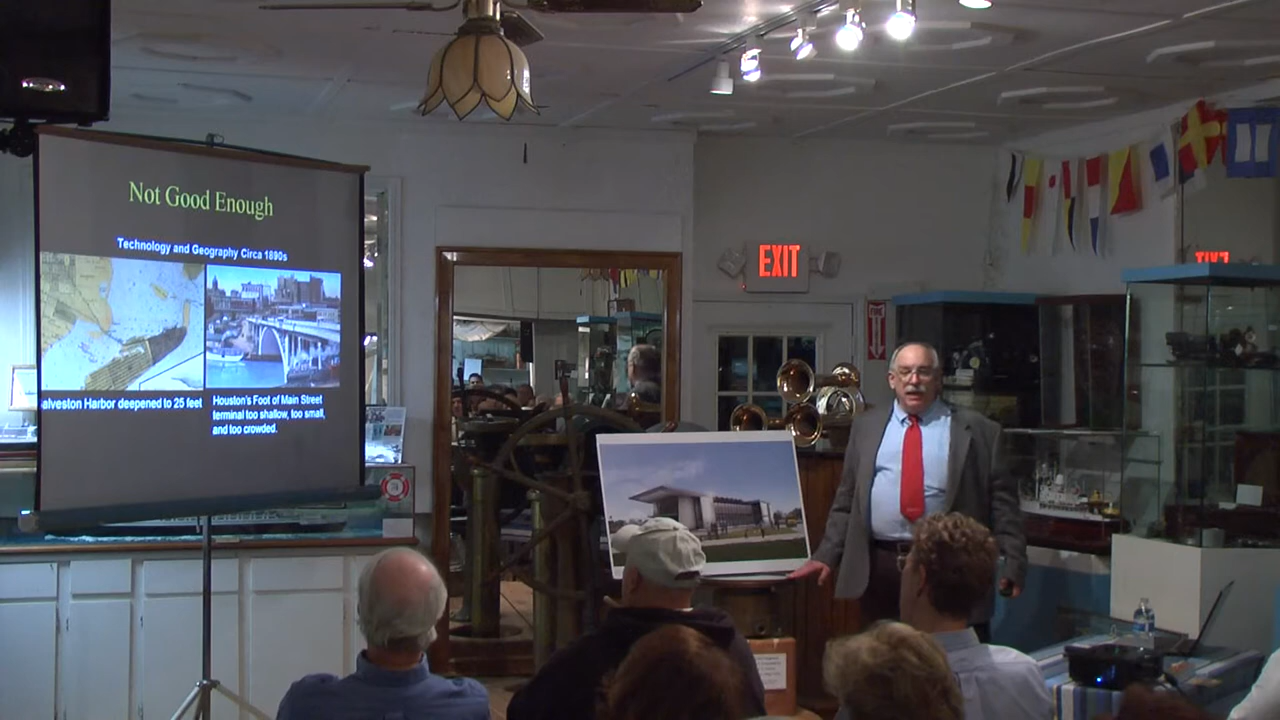 Not Good Enough
Technology and Geography Circa 1890s
alveston Harbor deepened to 25 feet
Houston's Foot of Main Street
terminal too shallow, too small,
and too crowded.
EXIT